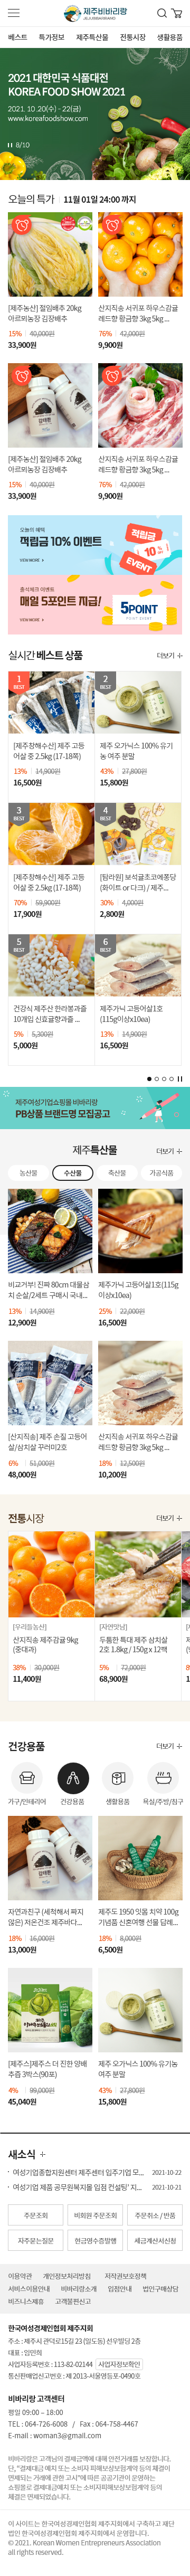 제주비바리랑
JEJUVIBARIRANG
베스트 특가정보 제주특산물 전통시장 생활용품
2021 대한민국 식품대전
KOREA FOOD SHOW 2021
2021. 10.20(수) - 22(금)
www.koreafoodshow.com
8/10
오늘의 특가 11월 01일 24:00 까지
[제주농산] 절임배추 20kg
아르뫼농장 김장배추
15% 40,000원
33,900원
산지직송 서귀포 하우스감귤
레드향 황금향 3kg 5kg ...
76% 42,000원
9,900원
[제주농산] 절임배추 20kg
아르뫼농장 김장배추
15% 40,000원
33,900원
산지직송 서귀포 하우스감귤
레드향 황금향 3kg 5kg ...
76% 42,000원
9,900원
오늘의 혜택
적립금 10% 이벤트
VIEW MORE
적립금
10%
EVENT
출석체크 이벤트
매월 5포인트 지급!
VIEW MORE
5POINT
실시간 베스트 상품 더보기 +
1
BEST
2
BEST
[제주장해수산] 제주 고등
어살 중 2.5kg (17-18쪽)
13% 14,900원
16,500원
제주 오가닉스 100% 유기
농 여주 분말
43% 27,800원
15,800원
3
BEST
4
BEST
[제주장해수산] 제주 고등
어살 중 2.5kg (17-18쪽)
70% 59,900원
17,900원
[탐라원] 보석귤초코에퐁당
(화이트 or 다크) / 제주...
30% 4,000원
2,800원
5
BEST
6
BEST
건강식 제주산 한라봉과즐
10개입 신효귤향과즐 ...
5% 5,300원
5,000원
제주가닉 고등어살1호
(115g이상x10ea)
13% 14,900원
16,500원
제주여성기업쇼핑몰 비바리랑
PB상품 브랜드명 모집공고
제주특산물 더보기 +
농산물 수산물 축산물 가공식품
비교거부! 진짜 80cm 대물삼
치 순살/2세트 구매시 국내...
13% 14,900원
12,900원
제주가닉 고등어살1호(115g
이상x10ea)
25% 22,000원
16,500원
[산지직송] 제주 손질 고등어
살/삼치살 꾸러미2호
6% 51,000원
48,000원
산지직송 서귀포 하우스감귤
레드향 황금향 3kg 5kg ...
18% 12,500원
10,200원
전통시장 더보기 +
[우리들농산]
산지직송 제주감귤 9kg
(중대과)
38% 30,000원
11,400원
[자연맛남]
두툼한 특대 제주 삼치살
2호 1.8kg / 150g x 12팩
5% 72,000원
68,900원
건강용품 더보기 +
가구/인테리어 건강용품 생활용품 욕실/주방/침구
자연과친구 (세척해서 짜지
않은) 저온건조 제주바다...
18% 16,000원
13,000원
제주도 1950 잇몸 치약 100g
기념품 신혼여행 선물 답례...
18% 8,000원
6,500원
[제주스]제주스 더 진한 양배
추즙 3박스(90포)
4% 99,000원
45,040원
제주 오가닉스 100% 유기농
여주 분말
43% 27,800원
15,800원
새소식 +
여성기업종합지원센터 제주센터 입주기업 모... 2021-10-22
여성기업 제품 공무원복지몰 입점 컨설팅' 지... 2021-10-21
주문조회 비회원 주문조회 주문취소 / 반품
자주묻는질문 현금영수증발행 세금계산서신청
이용약관 개인정보처리방침 저작권보호정책
서비스이용안내 비바리랑소개 입점안내 법인구매상담
비즈니스제휴 고객불편신고
한국여성경제인협회 제주지회
주소 : 제주시 관덕로15길 23 (일도동) 산우빌딩 2층
대표 : 임만희
사업자등록번호 : 113-82-02144 사업자정보확인
통신판매업신고번호 : 제 2013-서울영등포-0490호
비바리랑 고객센터
평일 09:00 – 18:00
TEL : 064-726-6008 / Fax : 064-758-4467
E-mail : woman3@gmail.com
비바리랑은 고객님이 결제금액에 대해 안전거래를 보장합니다.
단, "결제대금 예치 또는 소비자 피해보상보험계약 등의 체결이
면제되는 거래에 관한 고시"에 따른 공공기관이 운영하는
쇼핑몰로 결제대금예치 또는 소비자피해보상보험계약 등의
체결은 면제되었습니다.
이 사이트는 한국여성경제인협회 제주지회에서 구축하고 재단
법인 한국여성경제인협회 제주지회에서 운영합니다.
© 2021, Korean Women Entrepreneurs Association
all rights reserved.